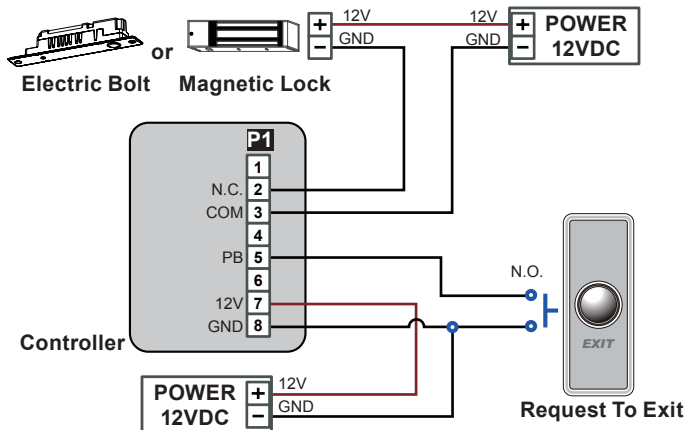 + 12V 12V + POWER
− GND GND − 12VDC
or
Electric Bolt Magnetic Lock
P1
1
N.C. 2
COM 3
4
PB 5
6
12V 7
GND 8
Controller
N.O.
EXIT
Request To Exit
POWER + 12V
12VDC − GND